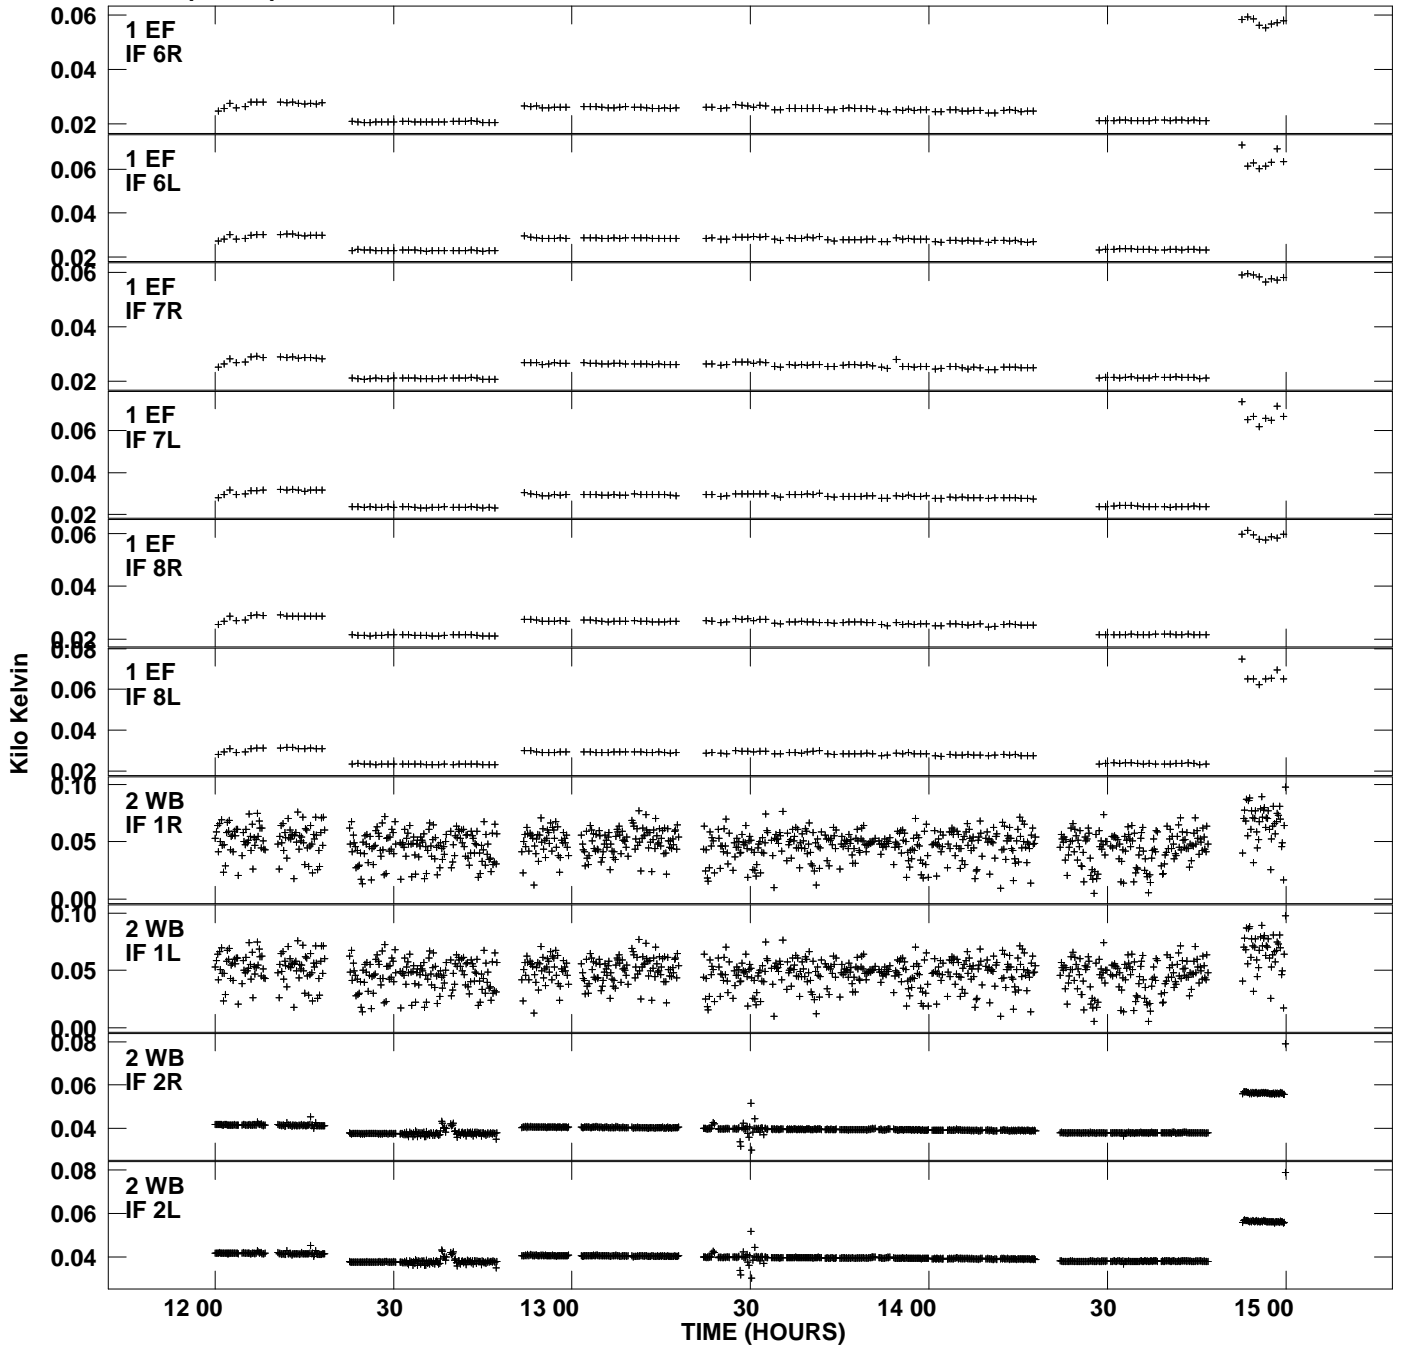 0.06
1 EF
IF 6R
0.04
0.02
1 EF
0.06
IF 6L
0.04
0.02
0.06
1 EF
IF 7R
0.04
0.02
1 EF
0.06
IF 7L
0.04
0.02
0.06
1 EF
IF 8R
0.04
0.02
0.08
1 EF
0.06
IF 8L
0.04
0.02
Kilo Kelvin
0.10
2 WB
IF 1R
0.05
0.00
0.10
2 WB
IF 1L
0.05
0.00
0.08
2 WB
0.06
IF 2R
0.04
0.08
2 WB
0.06
IF 2L
0.04
12 00 30 13 00 30 14 00 30 15 00
TIME (HOURS)